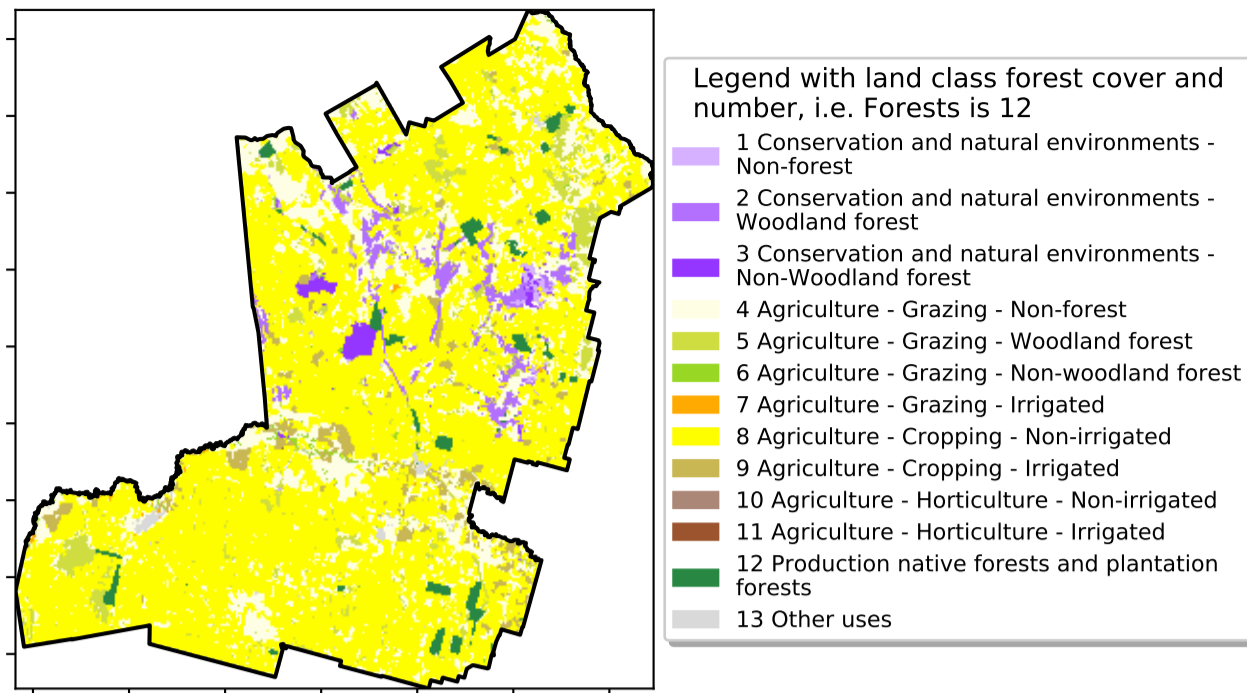 Legend with land class forest cover and
number, i.e. Forests is 12
1 Conservation and natural environments -
Non-forest
2 Conservation and natural environments -
Woodland forest
3 Conservation and natural environments -
Non-Woodland forest
4 Agriculture - Grazing - Non-forest
5 Agriculture - Grazing - Woodland forest
6 Agriculture - Grazing - Non-woodland forest
7 Agriculture - Grazing - Irrigated
8 Agriculture - Cropping - Non-irrigated
9 Agriculture - Cropping - Irrigated
10 Agriculture - Horticulture - Non-irrigated
11 Agriculture - Horticulture - Irrigated
12 Production native forests and plantation
forests
13 Other uses